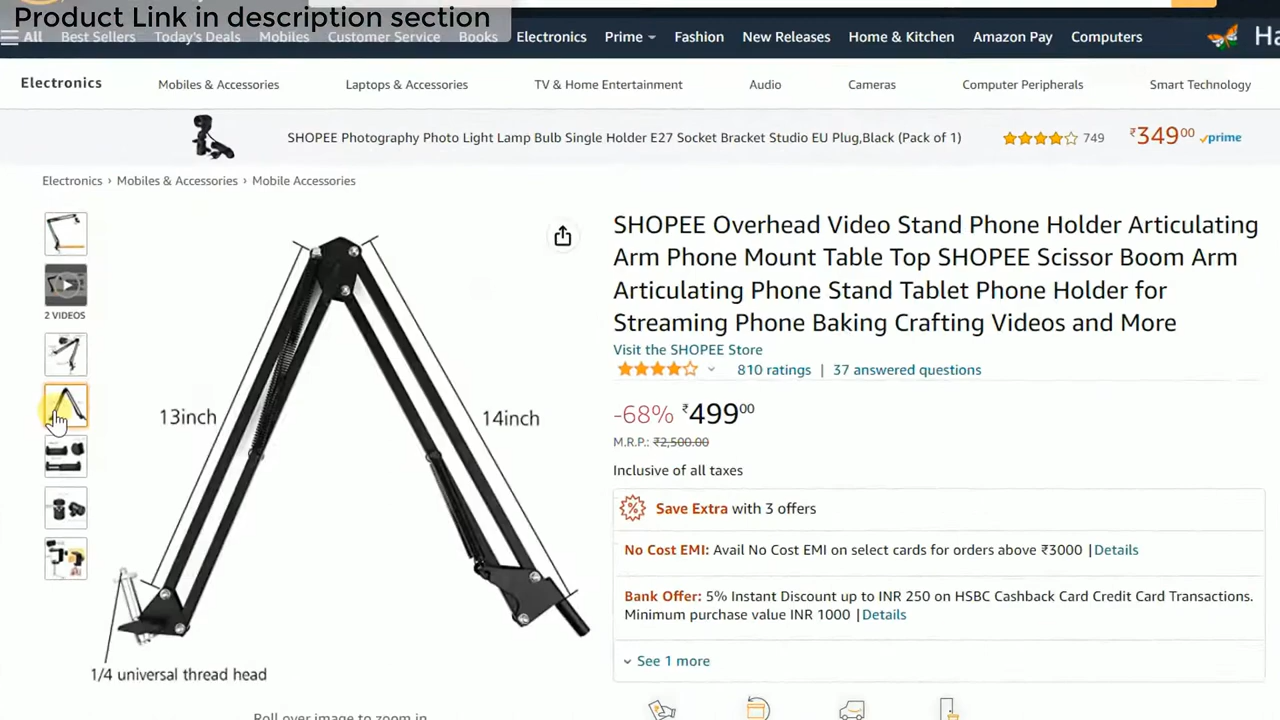 Product Link in description section
All Best Sellers Today's Deals Mobiles Customer Service Books Electronics Prime Fashion New Releases Home & Kitchen Amazon Pay Computers
Electronics Mobiles & Accessories Laptops & Accessories TV & Home Entertainment Audio Cameras Computer Peripherals Smart Technology
SHOPEE Photography Photo Light Lamp Bulb Single Holder E27 Socket Bracket Studio EU Plug,Black (Pack of 1) 749 ₹34900 prime
Electronics › Mobiles & Accessories › Mobile Accessories
2 VIDEOS
13inch
14inch
1/4 universal thread head
Roll over image to zoom in
SHOPEE Overhead Video Stand Phone Holder Articulating
Arm Phone Mount Table Top SHOPEE Scissor Boom Arm
Articulating Phone Stand Tablet Phone Holder for
Streaming Phone Baking Crafting Videos and More
Visit the SHOPEE Store
810 ratings | 37 answered questions
-68% ₹49900
M.R.P.: ₹2,500.00
Inclusive of all taxes
Save Extra with 3 offers
No Cost EMI: Avail No Cost EMI on select cards for orders above ₹3000 |Details
Bank Offer: 5% Instant Discount up to INR 250 on HSBC Cashback Card Credit Card Transactions.
Minimum purchase value INR 1000 |Details
See 1 more